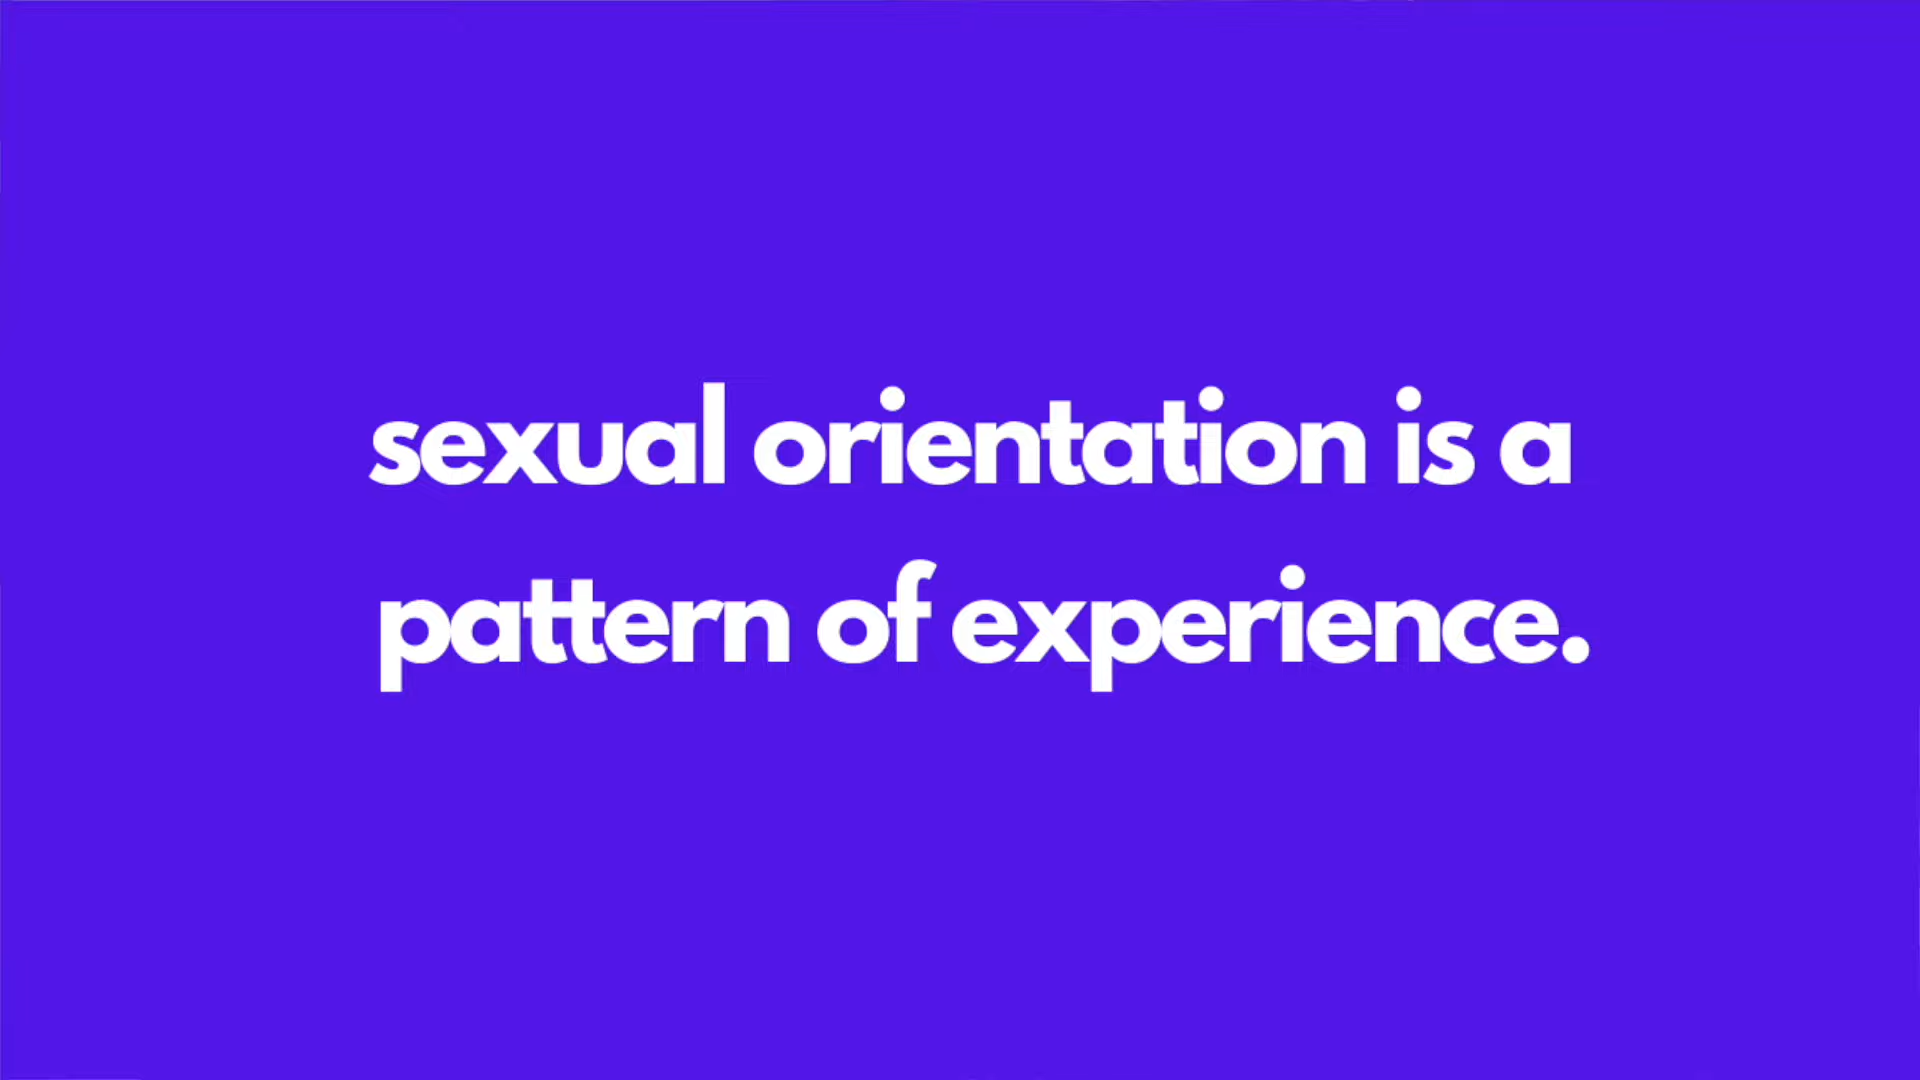 sexual orientation is a
pattern of experience.